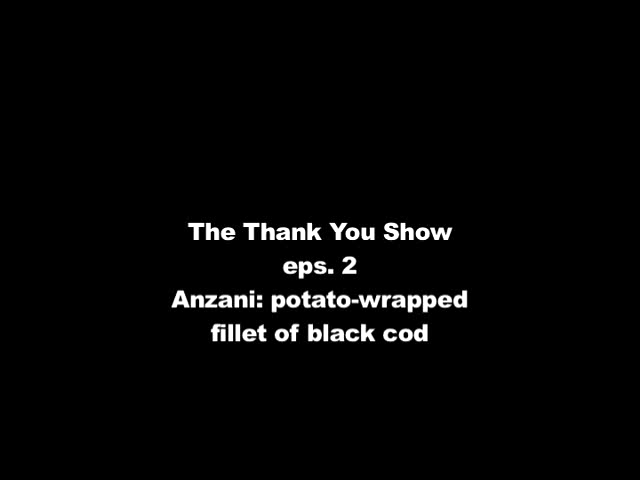 The Thank You Show
eps. 2
Anzani: potato-wrapped
fillet of black cod